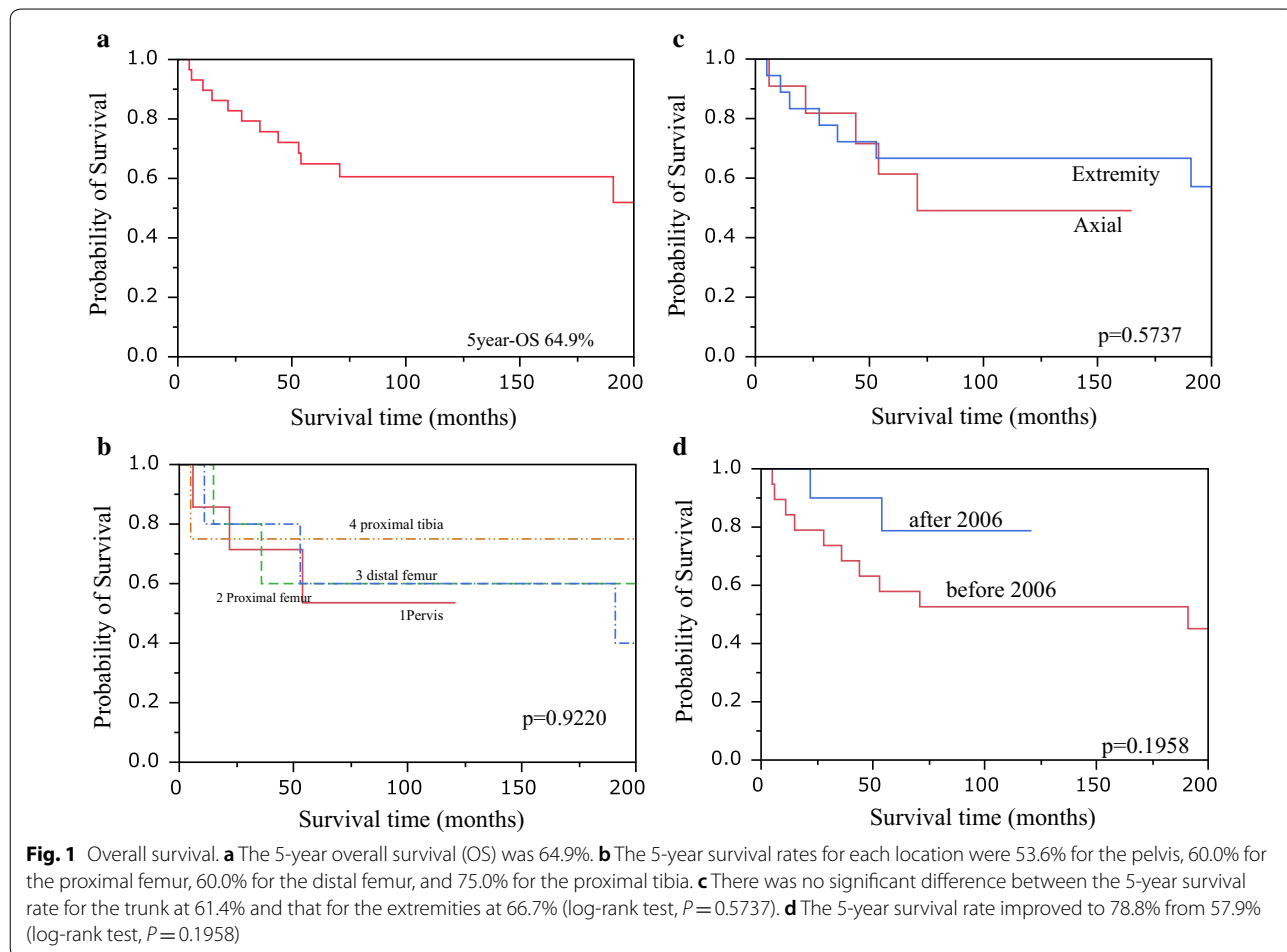 a
1.0
0.8
0.6
0.4
0.2
0.0
Probability of Survival
5year-OS 64.9%
0 50 100 150 200
Survival time (months)
c
1.0
0.8
0.6
0.4
0.2
0.0
Probability of Survival
Extremity
Axial
p=0.5737
0 50 100 150 200
Survival time (months)
b
1.0
0.8
0.6
0.4
0.2
0.0
Probability of Survival
4 proximal tibia
3 distal femur
2 Proximal femur
1Pervis
p=0.9220
0 50 100 150 200
Survival time (months)
d
1.0
0.8
0.6
0.4
0.2
0.0
Probability of Survival
after 2006
before 2006
p=0.1958
0 50 100 150 200
Survival time (months)
Fig. 1 Overall survival. a The 5-year overall survival (OS) was 64.9%. b The 5-year survival rates for each location were 53.6% for the pelvis, 60.0% for
the proximal femur, 60.0% for the distal femur, and 75.0% for the proximal tibia. c There was no significant difference between the 5-year survival
rate for the trunk at 61.4% and that for the extremities at 66.7% (log-rank test, P = 0.5737). d The 5-year survival rate improved to 78.8% from 57.9%
(log-rank test, P = 0.1958)